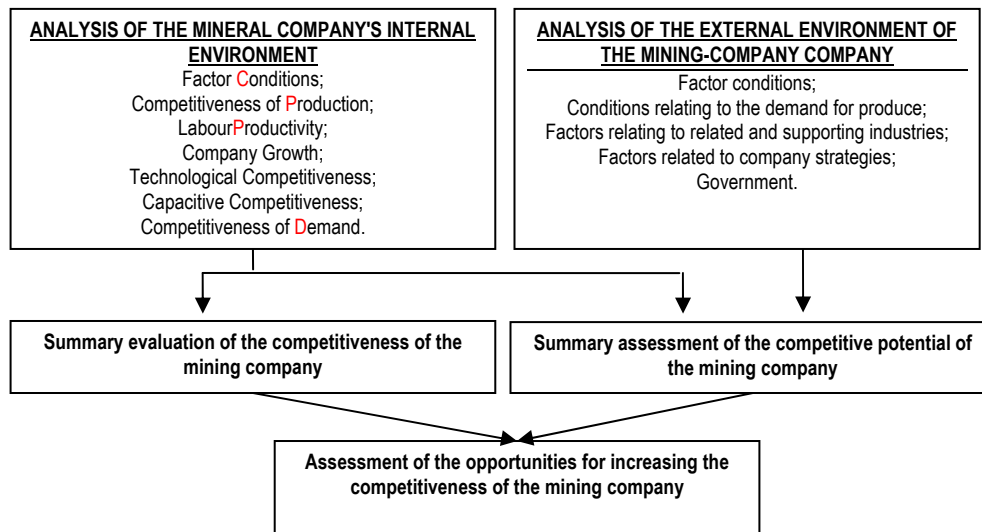 ANALYSIS OF THE MINERAL COMPANY'S INTERNAL
ENVIRONMENT
Factor Conditions;
Competitiveness of Production;
LabourProductivity;
Company Growth;
Technological Competitiveness;
Capacitive Competitiveness;
Competitiveness of Demand.
ANALYSIS OF THE EXTERNAL ENVIRONMENT OF
THE MINING-COMPANY COMPANY
Factor conditions;
Conditions relating to the demand for produce;
Factors relating to related and supporting industries;
Factors related to company strategies;
Government.
Summary evaluation of the competitiveness of the
mining company
Summary assessment of the competitive potential of
the mining company
Assessment of the opportunities for increasing the
competitiveness of the mining company